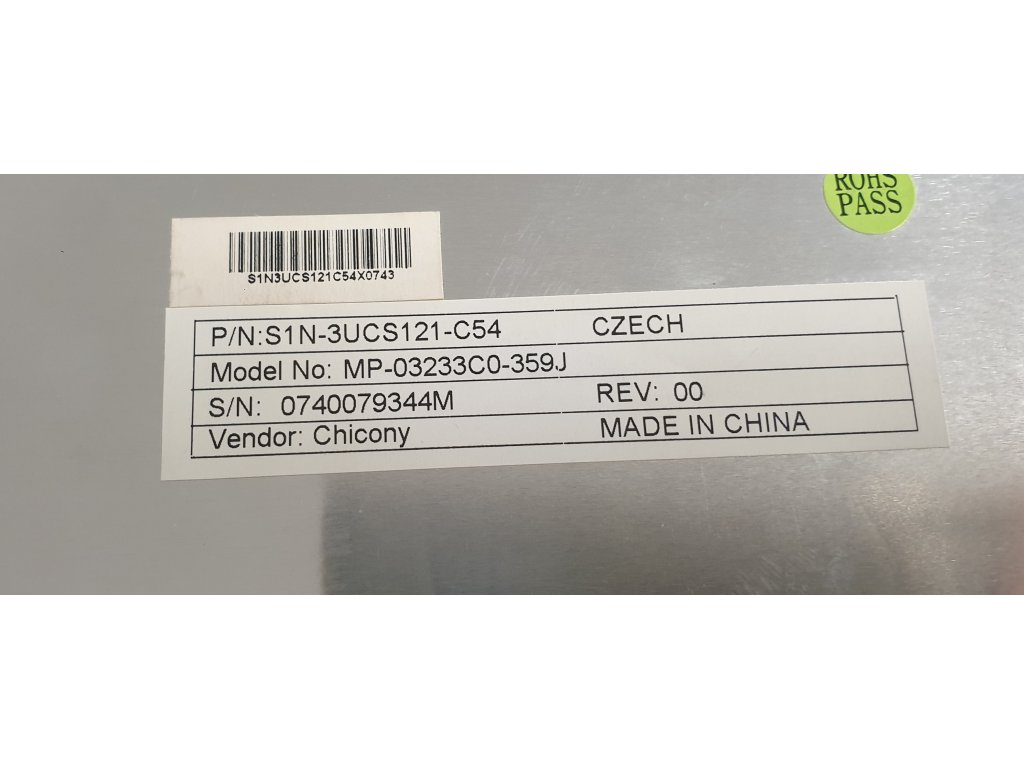 ROHS
PASS
S1N3UCS121C54X0743
P/N:S1N-3UCS121-C54 CZECH
Model No: MP-03233C0-359J
S/N: 0740079344M REV: 00
Vendor: Chicony MADE IN CHINA